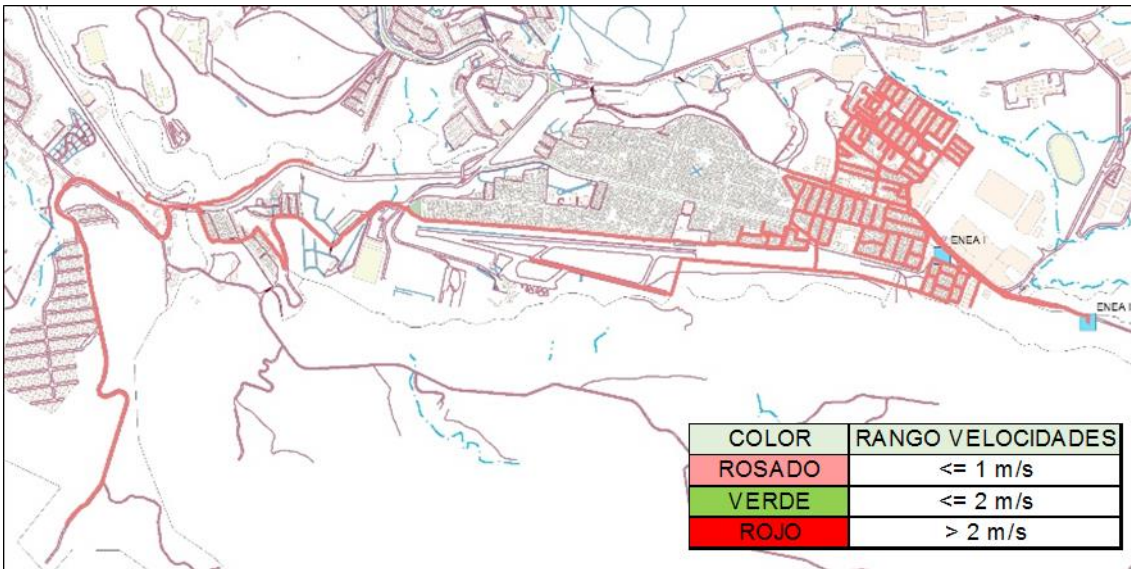 ENEA I
ENEA I
COLOR RANGO VELOCIDADES
ROSADO <= 1 m/s
VERDE <= 2 m/s
ROJO > 2 m/s